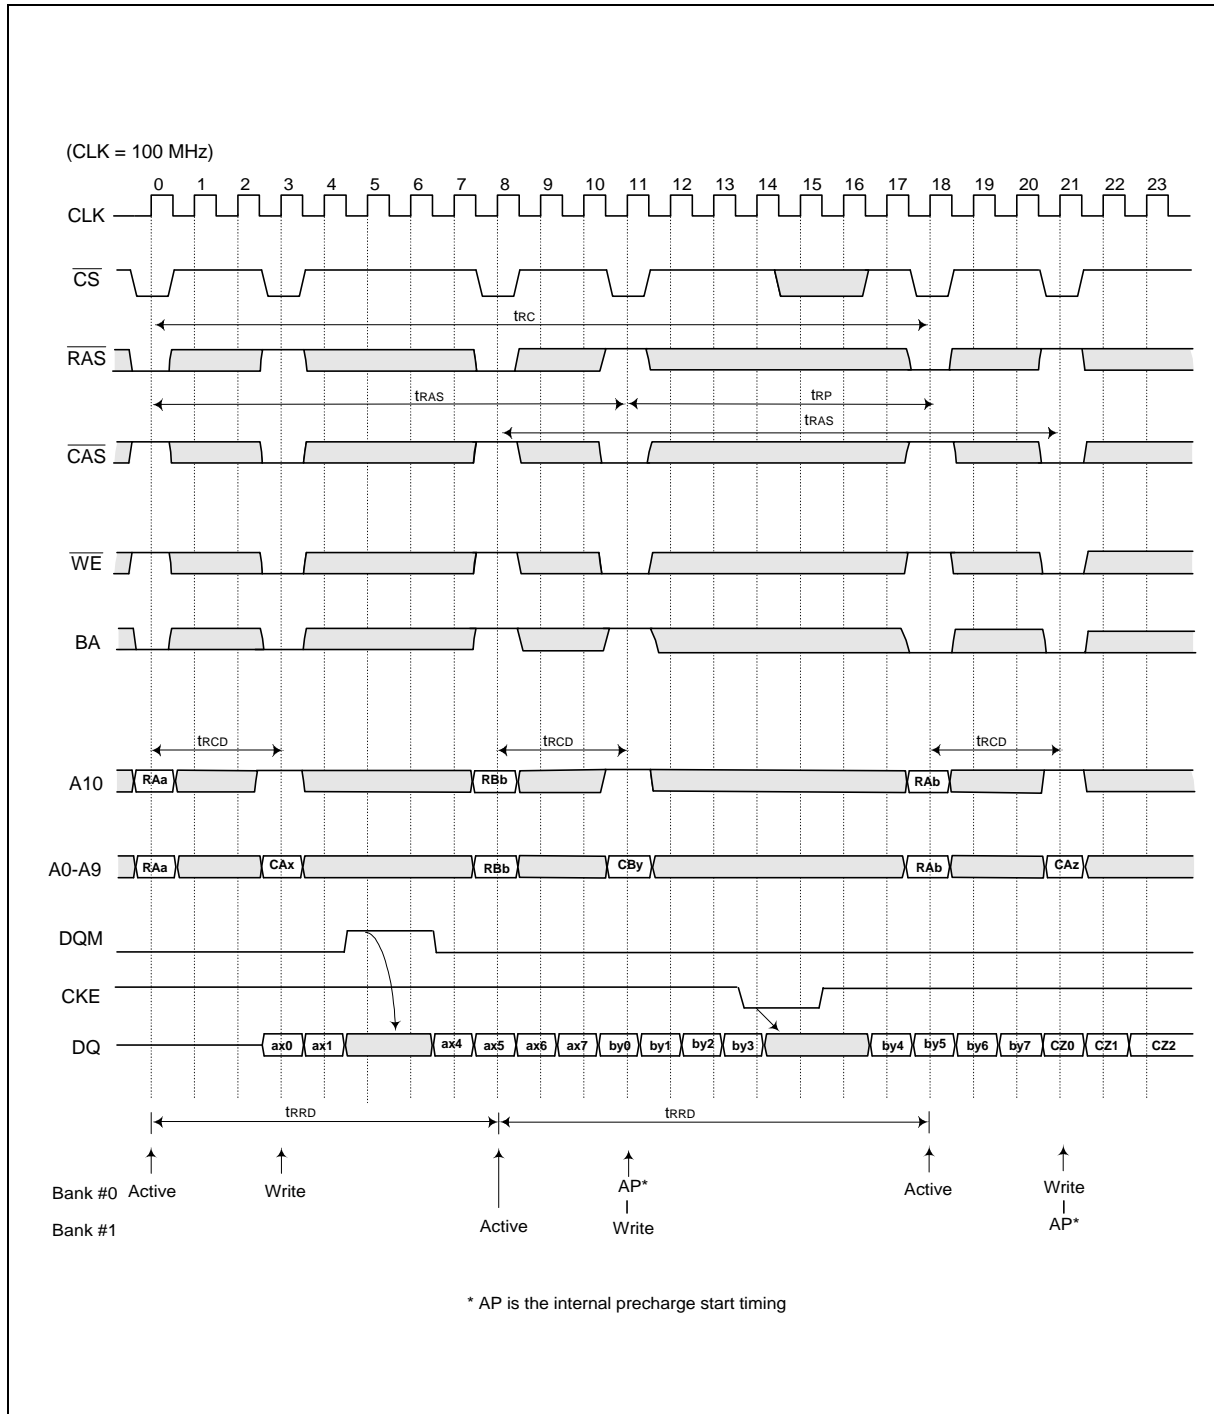 (CLK = 100 MHz)
0 1 2 3 4 5 6 7 8 9 10 11 12 13 14 15 16 17 18 19 20 21 22 23
CLK
CS
tRC
RAS
tRAS tRP
tRAS
CAS
WE
BA
tRCD tRCD tRCD
A10 RAa RBb RAb
A0-A9 RAa CAx RBb CBy RAb CAz
DQM
CKE
DQ ax0 ax1 ax4 ax5 ax6 ax7 by0 by1 by2 by3 by4 by5 by6 by7 CZ0 CZ1 CZ2
tRRD tRRD
Bank #0 Active Write AP* Active Write
Bank #1 Active Write AP*
* AP is the internal precharge start timing